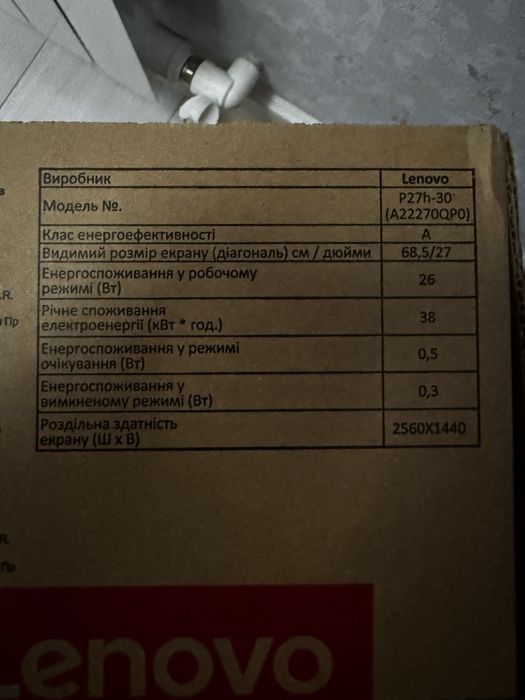 Виробник Lenovo
Модель №. P27h-30
(A22270QP0)
Клас енергоефективності A
Видимий розмір екрану (діагональ) см / дюйми 68,5/27
Енергоспоживання у робочому
режимі (Вт) 26
Річне споживання
електроенергії (кВт * год.) 38
Енергоспоживання у режимі
очікування (Вт) 0,5
Енергоспоживання у
вимкненому режимі (Вт) 0,3
Роздільна здатність
екрану (Ш x В) 2560X1440
.R.
Пр
R.
Пр
Lenovo